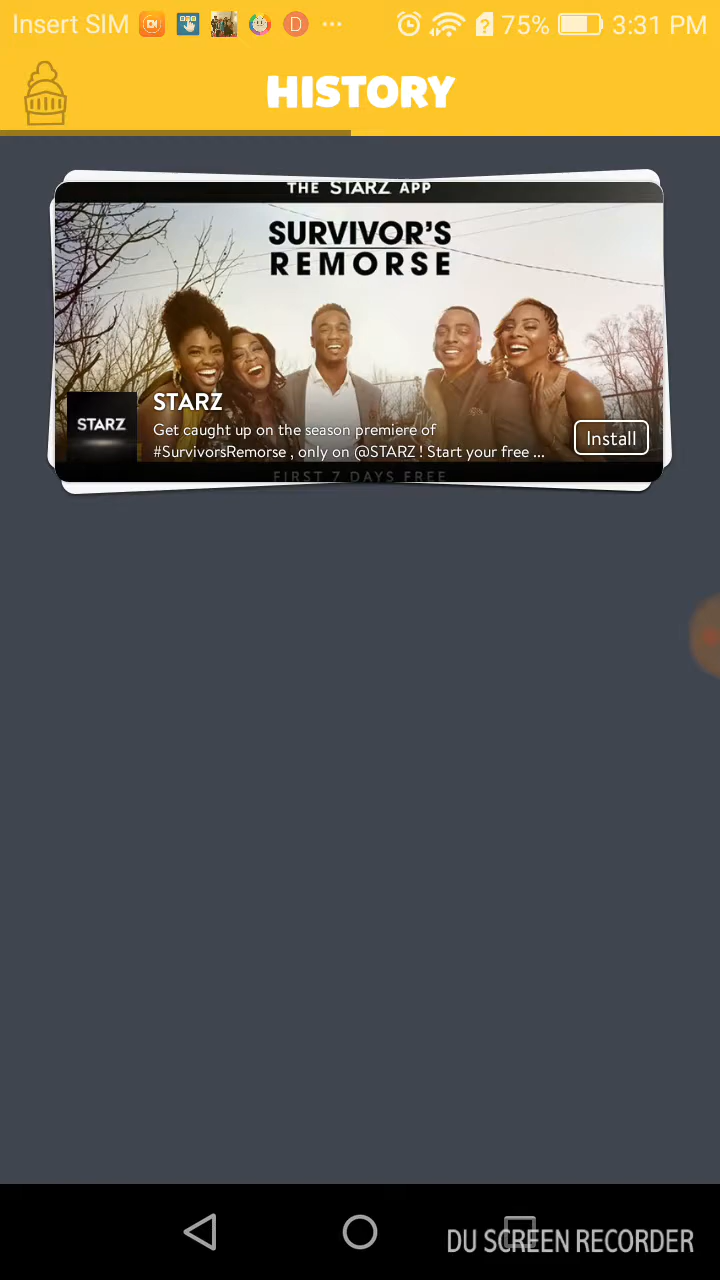 Insert SIM D ... 75% 3:31 PM
HISTORY
THE STARZ APP
SURVIVOR'S
REMORSE
STARZ
STARZ
Get caught up on the season premiere of
#SurvivorsRemorse , only on @STARZ ! Start your free ...
Install
FIRST 7 DAYS FREE
DU SCREEN RECORDER